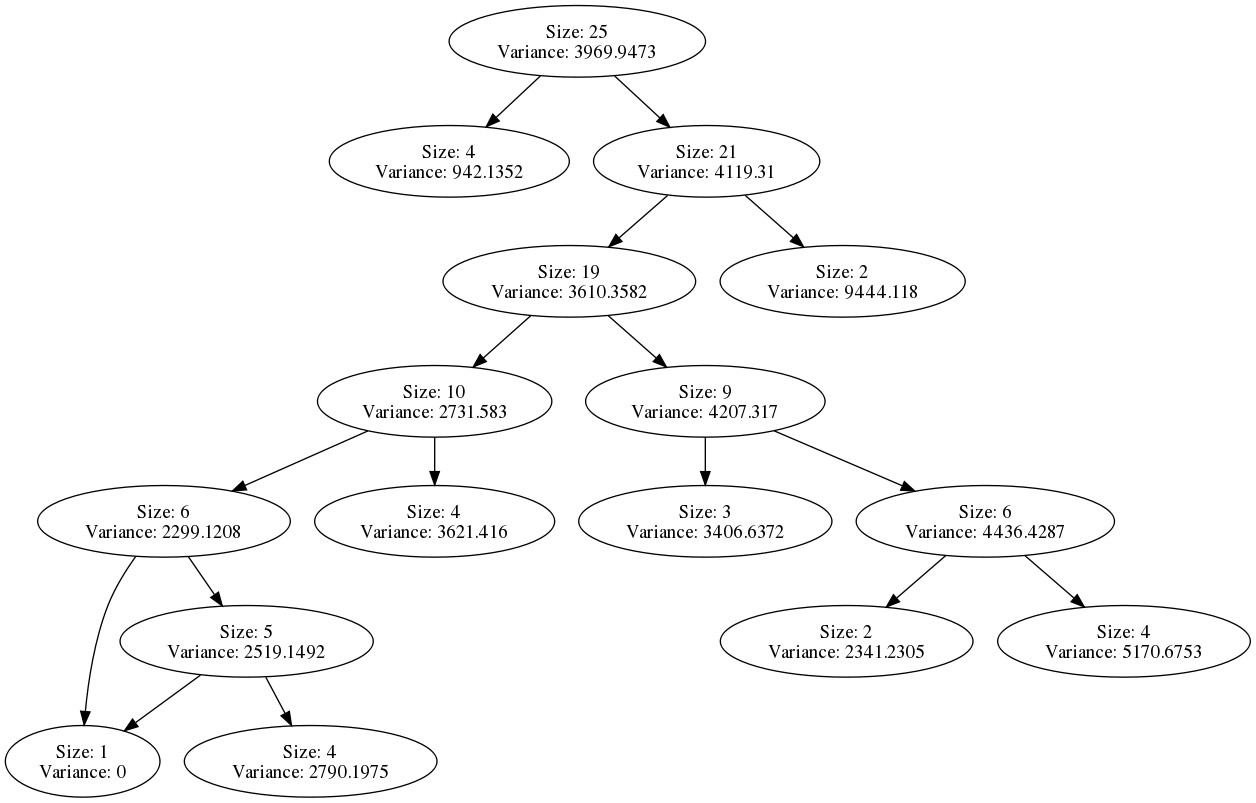 Size: 25
Variance: 3969.9473
Size: 4
Variance: 942.1352
Size: 21
Variance: 4119.31
Size: 19
Variance: 3610.3582
Size: 2
Variance: 9444.118
Size: 10
Variance: 2731.583
Size: 9
Variance: 4207.317
Size: 6
Variance: 2299.1208
Size: 4
Variance: 3621.416
Size: 3
Variance: 3406.6372
Size: 6
Variance: 4436.4287
Size: 5
Variance: 2519.1492
Size: 2
Variance: 2341.2305
Size: 4
Variance: 5170.6753
Size: 1
Variance: 0
Size: 4
Variance: 2790.1975